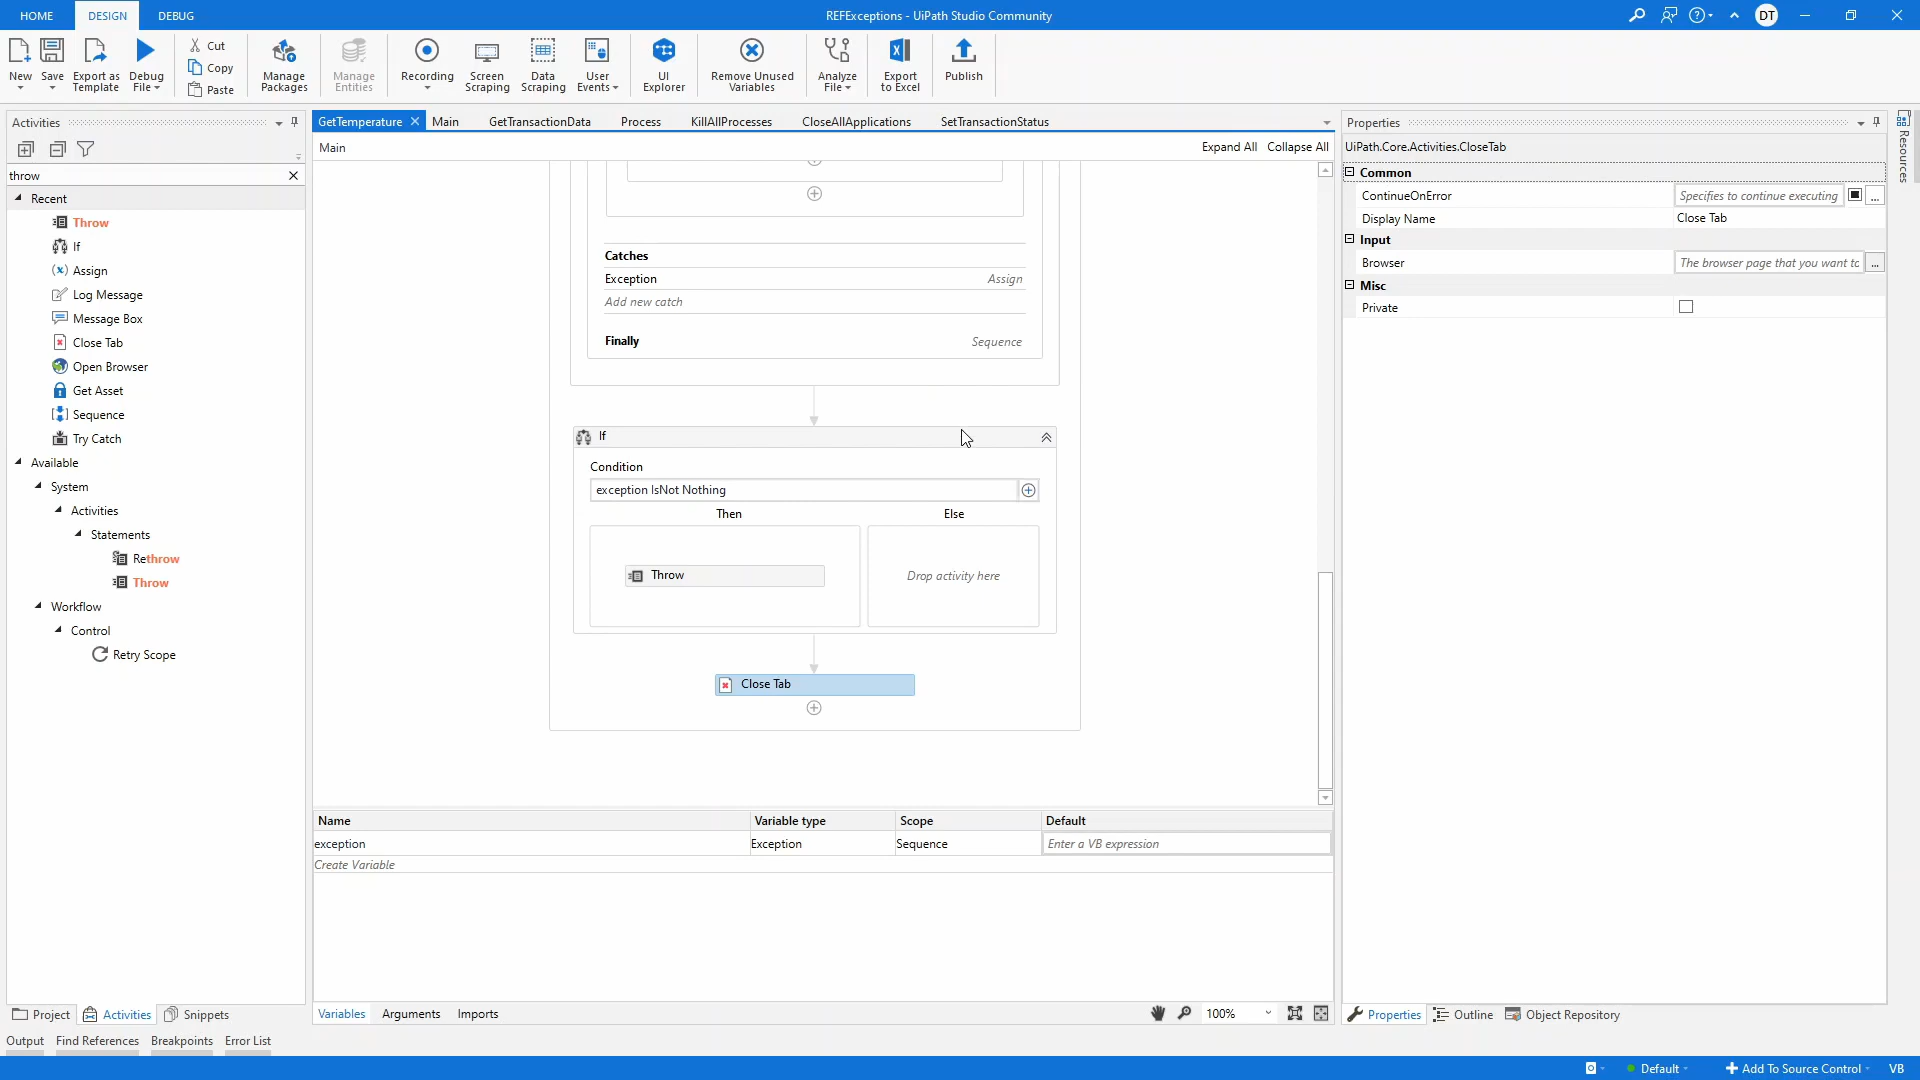 HOME DESIGN DEBUG REFExceptions - UiPath Studio Community DT
New Save Export as Template Debug File Cut Copy Paste Manage Packages Manage Entities Recording Screen Scraping Data Scraping User Events UI Explorer Remove Unused Variables Analyze File Export to Excel Publish
Activities
throw
Recent
Throw
If
Assign
Log Message
Message Box
Close Tab
Open Browser
Get Asset
Sequence
Try Catch
Available
System
Activities
Statements
Rethrow
Throw
Workflow
Control
Retry Scope
Project Activities Snippets
GetTemperature Main GetTransactionData Process KillAllProcesses CloseAllApplications SetTransactionStatus
Main Expand All Collapse All
Catches
Exception Assign
Add new catch
Finally Sequence
If
Condition
exception IsNot Nothing
Then Else
Throw Drop activity here
Close Tab
Name Variable type Scope Default
exception Exception Sequence Enter a VB expression
Create Variable
Variables Arguments Imports 100%
Properties
UiPath.Core.Activities.CloseTab
Common
ContinueOnError Specifies to continue executing ...
Display Name Close Tab
Input
Browser The browser page that you want to ...
Misc
Private
Properties Outline Object Repository
Resources
Output Find References Breakpoints Error List
Default Add To Source Control VB